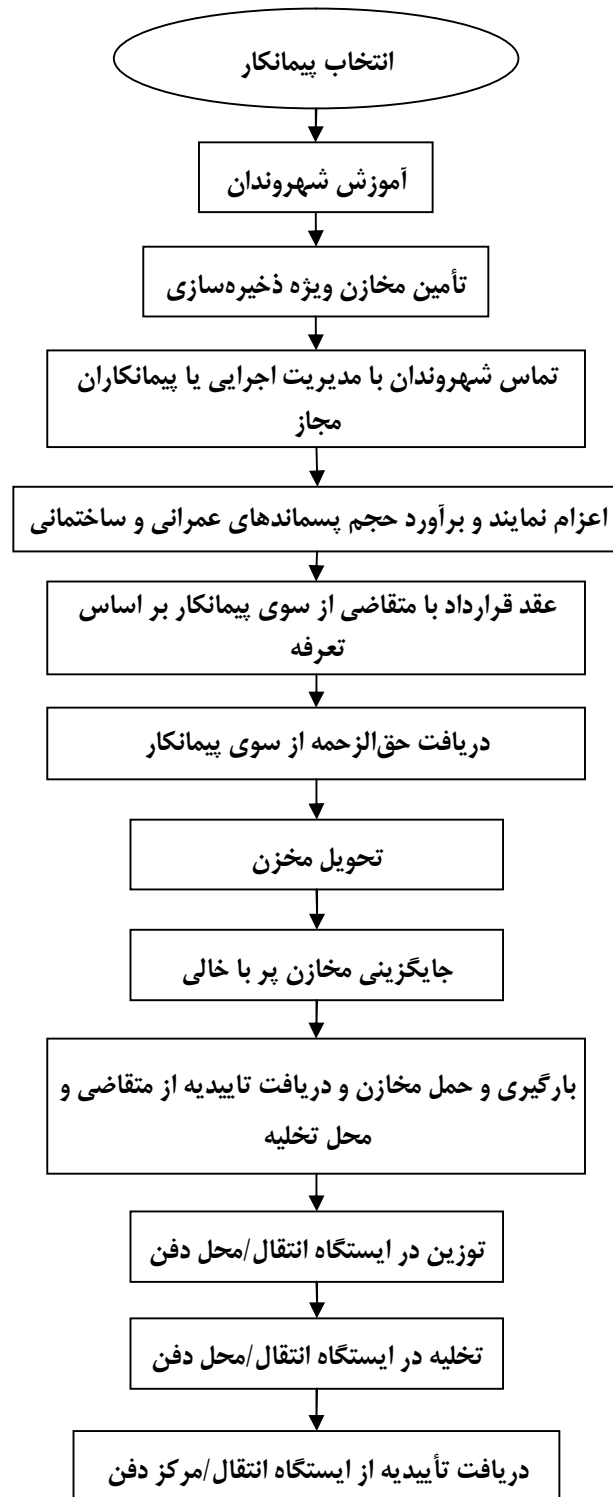 انتخاب پیمانکار
آموزش شهروندان
تأمین مخازن ویژه ذخیره‌سازی
تماس شهروندان با مدیریت اجرایی یا پیمانکاران
مجاز
اعزام نمایند و برآورد حجم پسماندهای عمرانی و ساختمانی
عقد قرارداد با متقاضی از سوی پیمانکار بر اساس
تعرفه
دریافت حق‌الزحمه از سوی پیمانکار
تحویل مخزن
جایگزینی مخازن پر با خالی
بارگیری و حمل مخازن و دریافت تاییدیه از متقاضی و
محل تخلیه
توزین در ایستگاه انتقال/محل دفن
تخلیه در ایستگاه انتقال/محل دفن
دریافت تأییدیه از ایستگاه انتقال/مرکز دفن